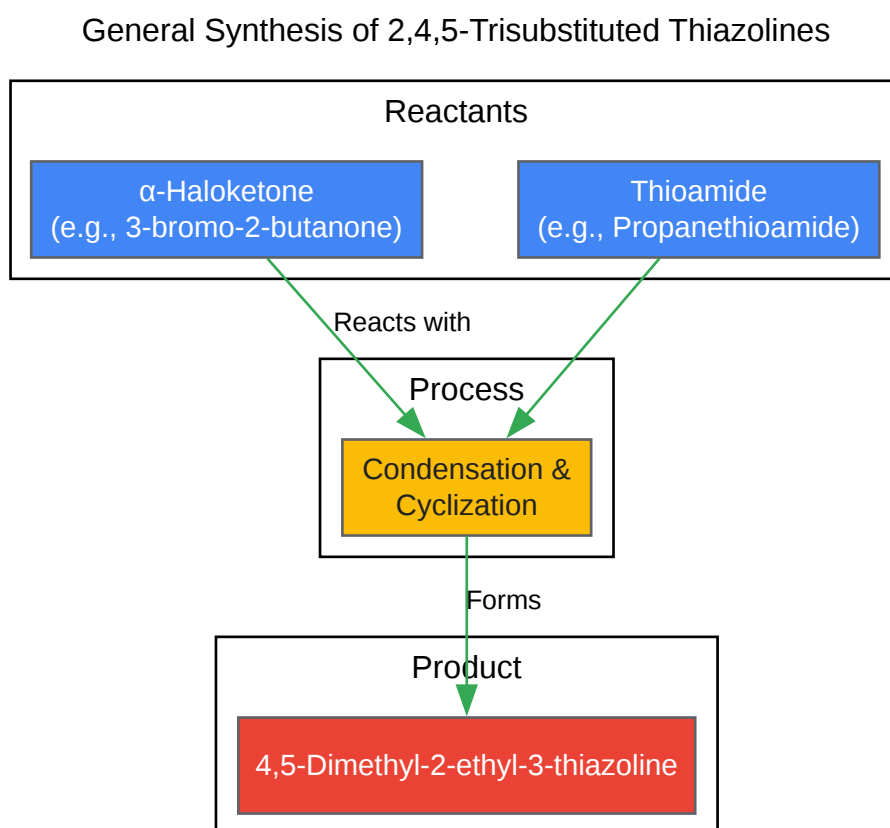 General Synthesis of 2,4,5-Trisubstituted Thiazolines
Reactants
α-Haloketone
(e.g., 3-bromo-2-butanone)
Thioamide
(e.g., Propanethioamide)
Reacts with
Process
Condensation &
Cyclization
Forms
Product
4,5-Dimethyl-2-ethyl-3-thiazoline